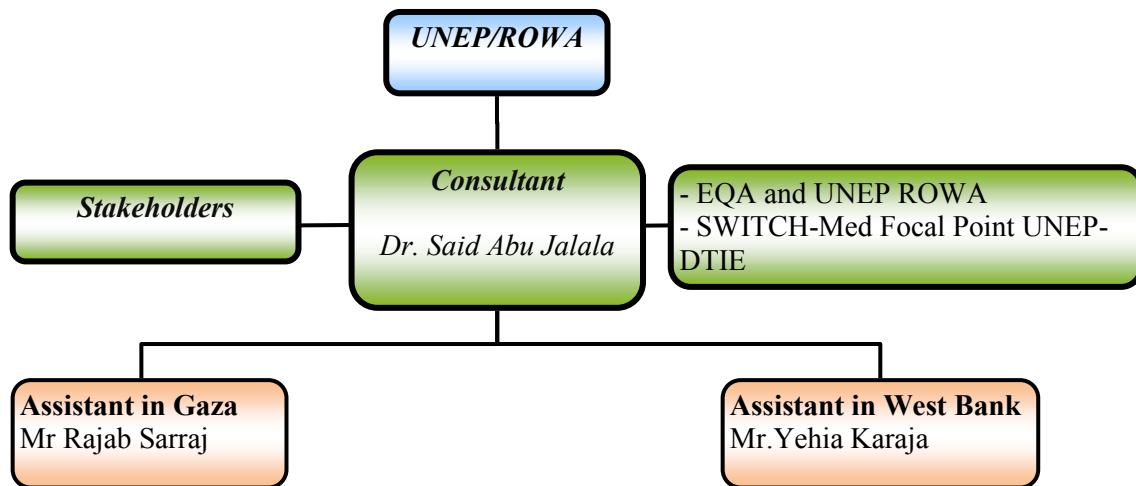 UNEP/ROWA
Consultant
Dr. Said Abu Jalala
Stakeholders
- EQA and UNEP ROWA
- SWITCH-Med Focal Point UNEP-
DTIE
Assistant in Gaza
Mr Rajab Sarraj
Assistant in West Bank
Mr.Yehia Karaja